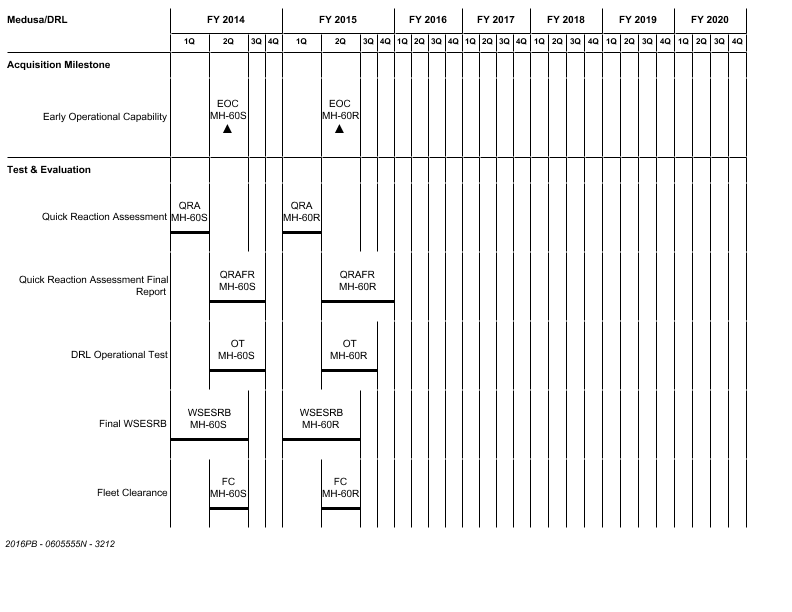 Medusa/DRL FY 2014 FY 2015 FY 2016 FY 2017 FY 2018 FY 2019 FY 2020
1Q 2Q 3Q 4Q 1Q 2Q 3Q 4Q 1Q 2Q 3Q 4Q 1Q 2Q 3Q 4Q 1Q 2Q 3Q 4Q 1Q 2Q 3Q 4Q 1Q 2Q 3Q 4Q
Acquisition Milestone
EOC EOC
Early Operational Capability MH-60S MH-60R
Test & Evaluation
QRA QRA
Quick Reaction Assessment MH-60S MH-60R
QRAFR QRAFR
Quick Reaction Assessment Final MH-60S MH-60R
Report
OT OT
DRL Operational Test MH-60S MH-60R
WSESRB WSESRB
Final WSESRB MH-60S MH-60R
FC FC
Fleet Clearance MH-60S MH-60R
2016PB - 0605555N - 3212